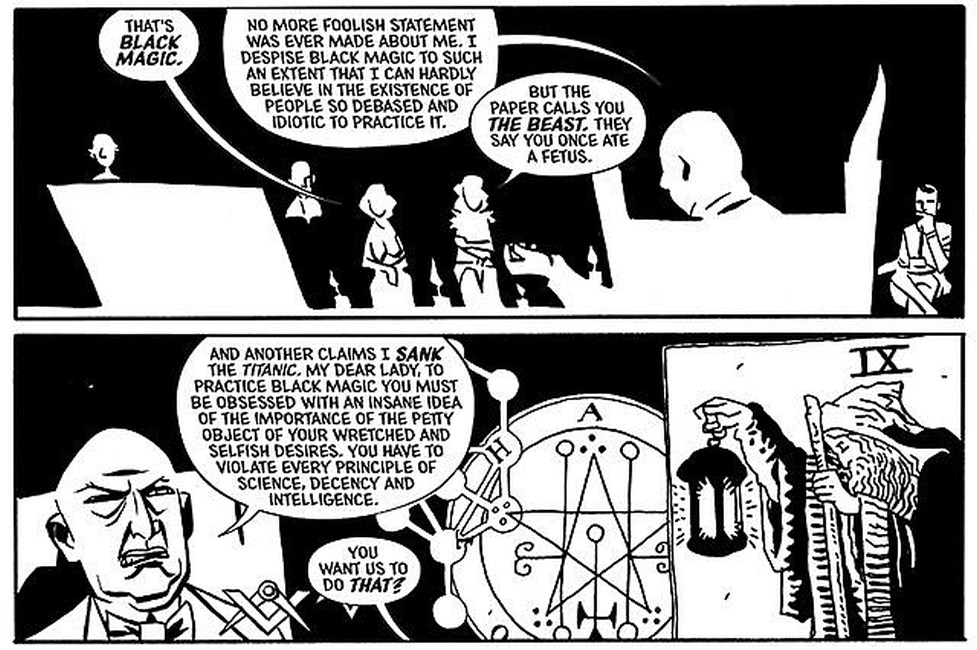 THAT'S
BLACK
MAGIC.
NO MORE FOOLISH STATEMENT
WAS EVER MADE ABOUT ME. I
DESPISE BLACK MAGIC TO SUCH
AN EXTENT THAT I CAN HARDLY
BELIEVE IN THE EXISTENCE OF
PEOPLE SO DEBASED AND
IDIOTIC TO PRACTICE IT.
BUT THE
PAPER CALLS YOU
THE BEAST. THEY
SAY YOU ONCE ATE
A FETUS.
AND ANOTHER CLAIMS I SANK
THE TITANIC. MY DEAR LADY, TO
PRACTICE BLACK MAGIC YOU MUST
BE OBSESSED WITH AN INSANE IDEA
OF THE IMPORTANCE OF THE PETTY
OBJECT OF YOUR WRETCHED AND
SELFISH DESIRES. YOU HAVE TO
VIOLATE EVERY PRINCIPLE OF
SCIENCE, DECENCY AND
INTELLIGENCE.
YOU
WANT US TO
DO THAT?
A
H
IX